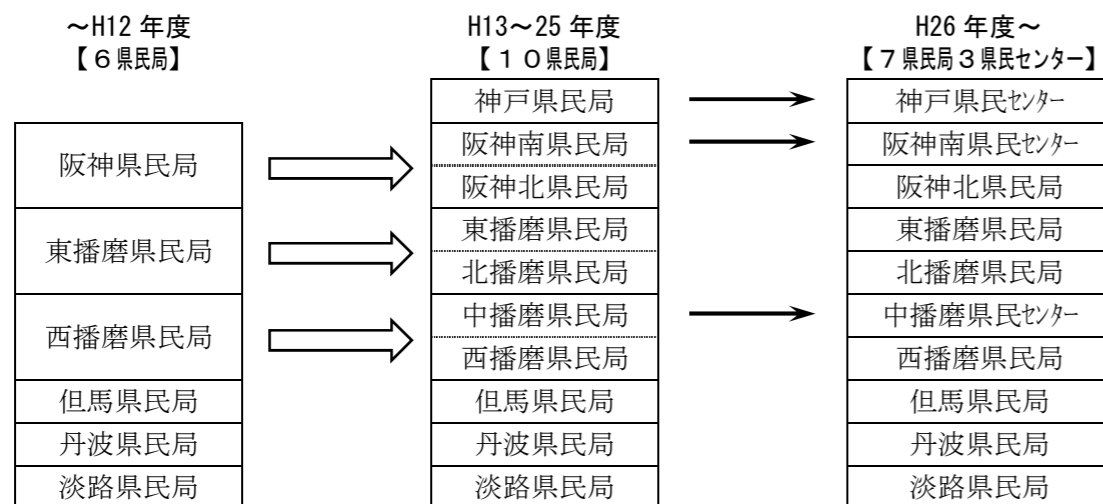 ～H12 年度
【６県民局】
阪神県民局
東播磨県民局
西播磨県民局
但馬県民局
丹波県民局
淡路県民局
H13～25 年度
【１０県民局】
神戸県民局
阪神南県民局
阪神北県民局
東播磨県民局
北播磨県民局
中播磨県民局
西播磨県民局
但馬県民局
丹波県民局
淡路県民局
H26 年度～
【７県民局３県民センター】
神戸県民ｾﾝﾀｰ
阪神南県民ｾﾝﾀｰ
阪神北県民局
東播磨県民局
北播磨県民局
中播磨県民ｾﾝﾀｰ
西播磨県民局
但馬県民局
丹波県民局
淡路県民局